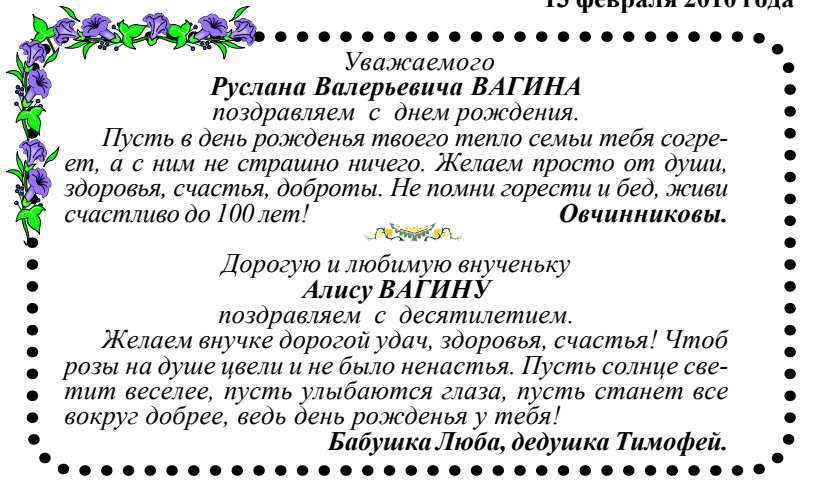 15 февраля 2010 года
Уважаемого
Руслана Валерьевича ВАГИНА
поздравляем с днем рождения.
Пусть в день рожденья твоего тепло семьи тебя согре-
ет, а с ним не страшно ничего. Желаем просто от души,
здоровья, счастья, доброты. Не помни горести и бед, живи
счастливо до 100 лет! Овчинниковы.
Дорогую и любимую внученьку
Алису ВАГИНУ
поздравляем с десятилетием.
Желаем внучке дорогой удач, здоровья, счастья! Чтоб
розы на душе цвели и не было ненастья. Пусть солнце све-
тит веселее, пусть улыбаются глаза, пусть станет все
вокруг добрее, ведь день рожденья у тебя!
Бабушка Люба, дедушка Тимофей.